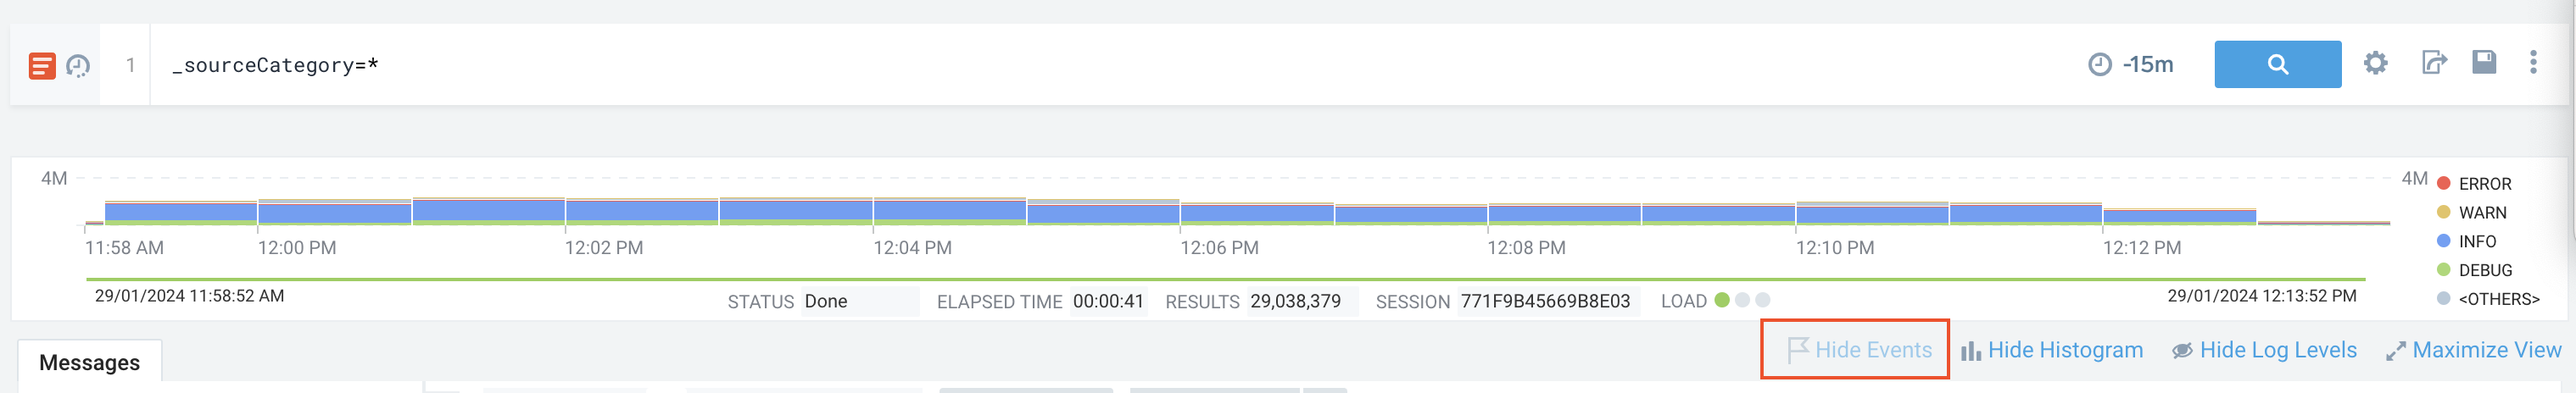 1 _sourceCategory=* -15m
4M 4M
ERROR
WARN
INFO
DEBUG
<OTHERS>
11:58 AM 12:00 PM 12:02 PM 12:04 PM 12:06 PM 12:08 PM 12:10 PM 12:12 PM
29/01/2024 11:58:52 AM STATUS Done ELAPSED TIME 00:00:41 RESULTS 29,038,379 SESSION 771F9B45669B8E03 LOAD 29/01/2024 12:13:52 PM
Messages Hide Events Hide Histogram Hide Log Levels Maximize View